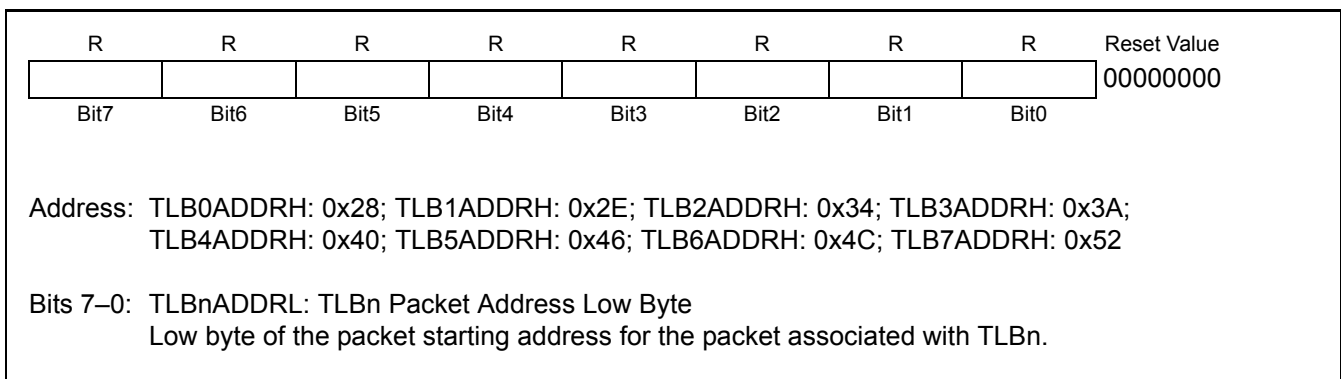 R R R R R R R R Reset Value
00000000
Bit7 Bit6 Bit5 Bit4 Bit3 Bit2 Bit1 Bit0
Address: TLB0ADDRH: 0x28; TLB1ADDRH: 0x2E; TLB2ADDRH: 0x34; TLB3ADDRH: 0x3A;
TLB4ADDRH: 0x40; TLB5ADDRH: 0x46; TLB6ADDRH: 0x4C; TLB7ADDRH: 0x52
Bits 7–0: TLBnADDRL: TLBn Packet Address Low Byte
Low byte of the packet starting address for the packet associated with TLBn.